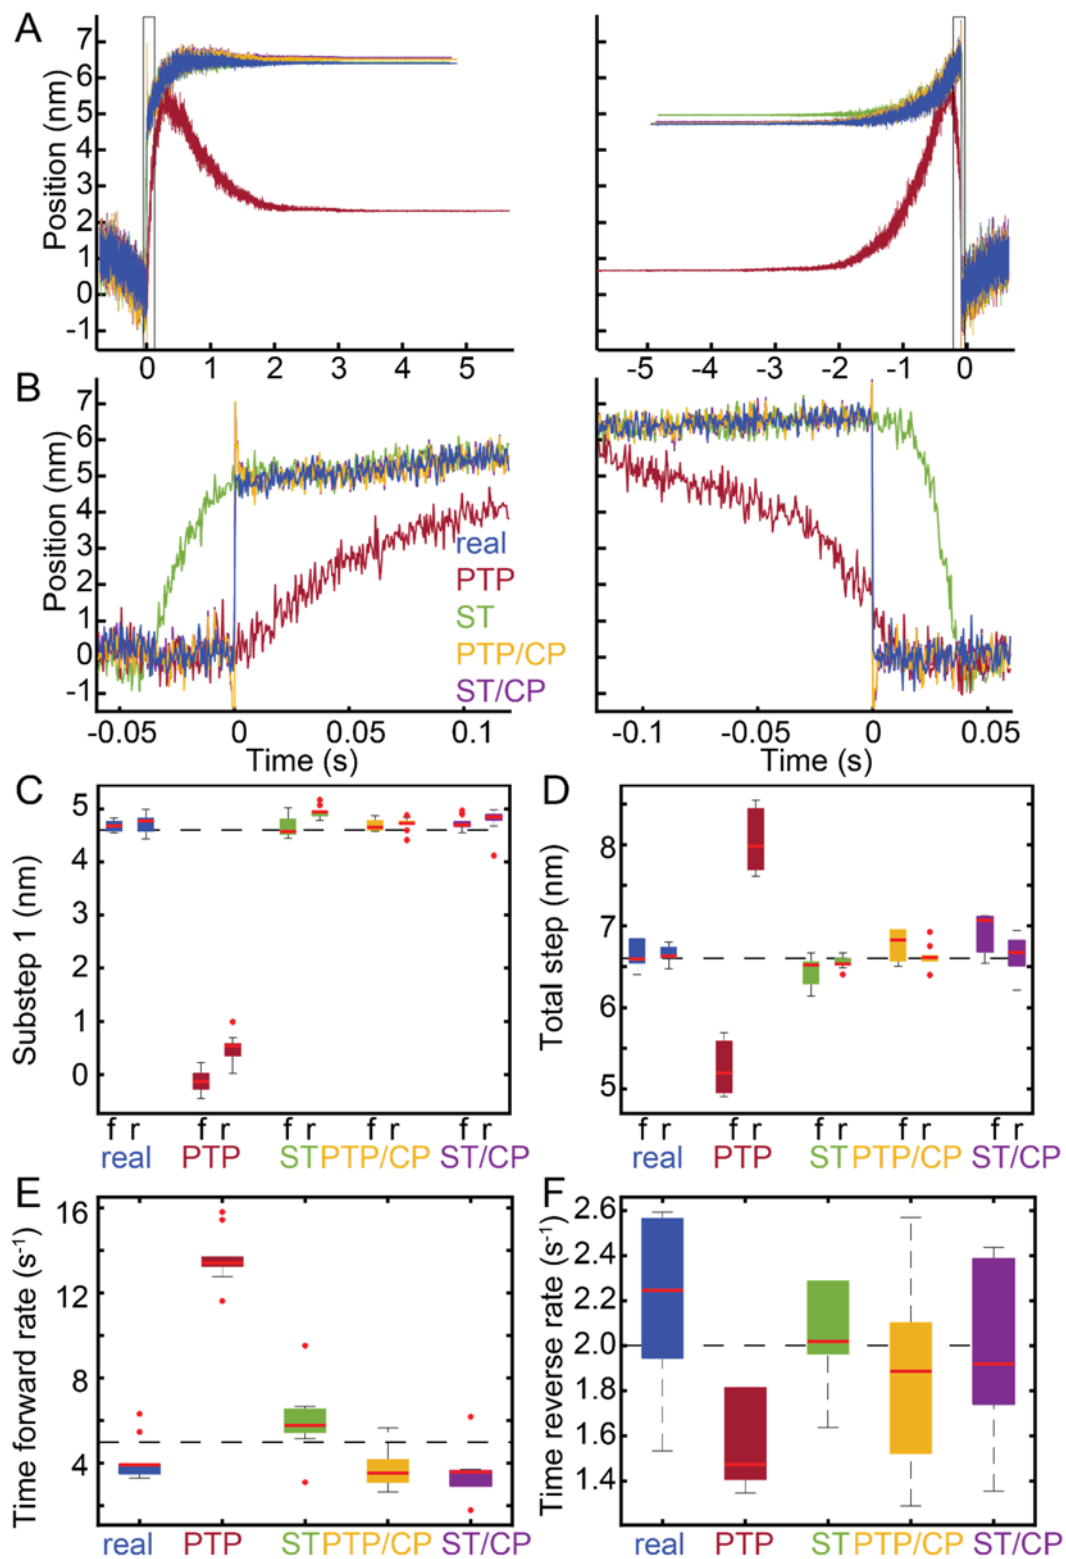 A
Position (nm)
7
6
5
4
3
2
1
0
-1
0 1 2 3 4 5
-5 -4 -3 -2 -1 0
B
Position (nm)
7
6
5
4
3
2
1
0
-1
real
PTP
ST
PTP/CP
ST/CP
-0.05 0 0.05 0.1
Time (s)
-0.1 -0.05 0 0.05
Time (s)
C
Substep 1 (nm)
5
4
3
2
1
0
f r f r f r f r f r
real PTP ST PTP/CP ST/CP
D
Total step (nm)
8
7
6
5
f r f r f r f r f r
real PTP ST PTP/CP ST/CP
E
Time forward rate (s⁻¹)
16
12
8
4
real PTP ST PTP/CP ST/CP
F
Time reverse rate (s⁻¹)
2.6
2.4
2.2
2.0
1.8
1.6
1.4
real PTP ST PTP/CP ST/CP